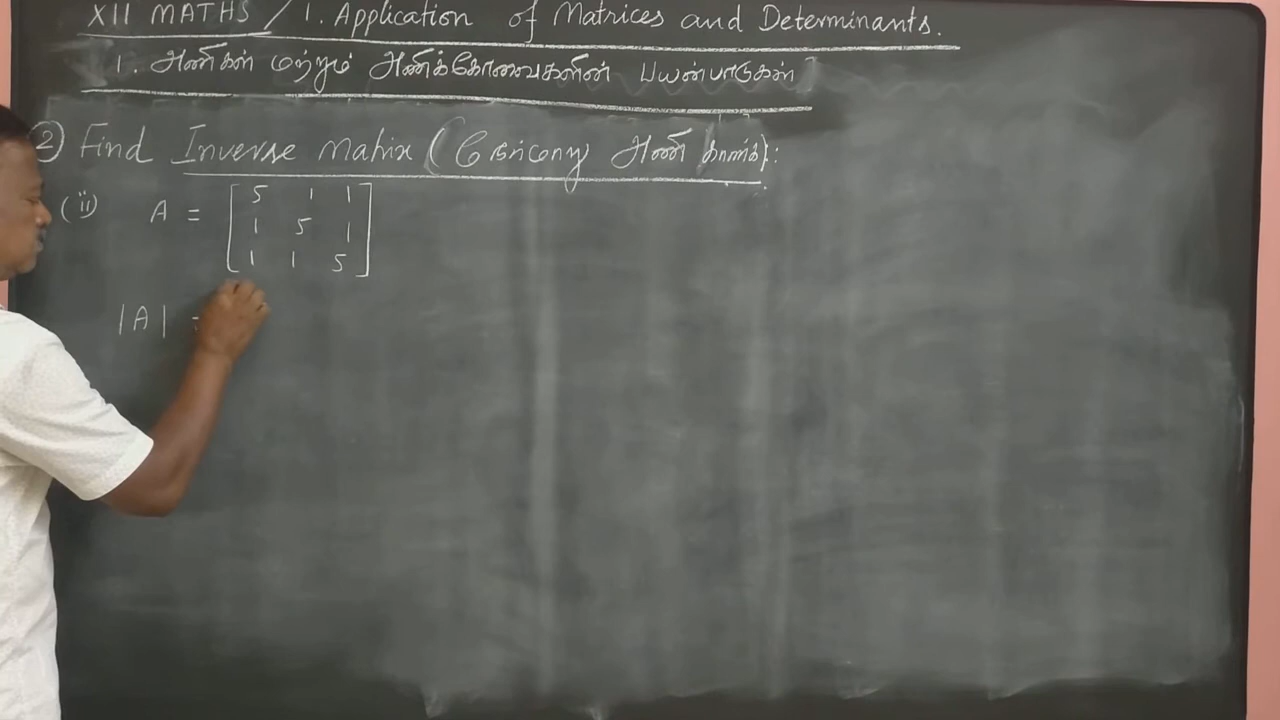 XII MATHS / 1. Application of Matrices and Determinants.
1. அணிகள் மற்றும் அணிக்கோவைகளின் பயன்பாடுகள்
② Find Inverse Matrix (நேர்மாறு அணி காண்க):
(ii) A = [5 1 1
1 5 1
1 1 5]
|A| =